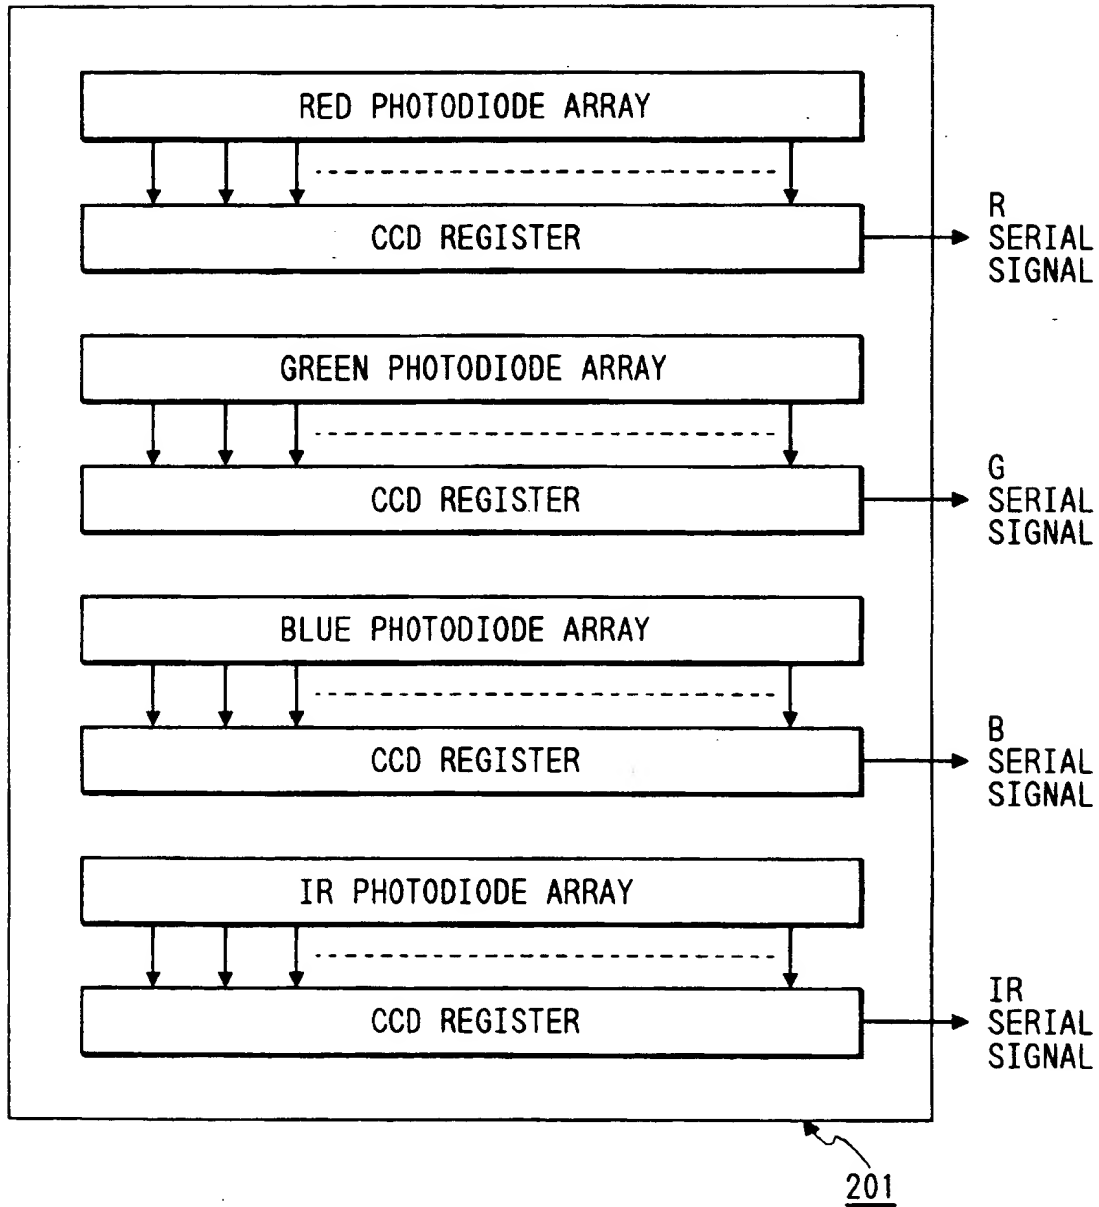 RED PHOTODIODE ARRAY
CCD REGISTER
R
SERIAL
SIGNAL
GREEN PHOTODIODE ARRAY
CCD REGISTER
G
SERIAL
SIGNAL
BLUE PHOTODIODE ARRAY
CCD REGISTER
B
SERIAL
SIGNAL
IR PHOTODIODE ARRAY
CCD REGISTER
IR
SERIAL
SIGNAL
201